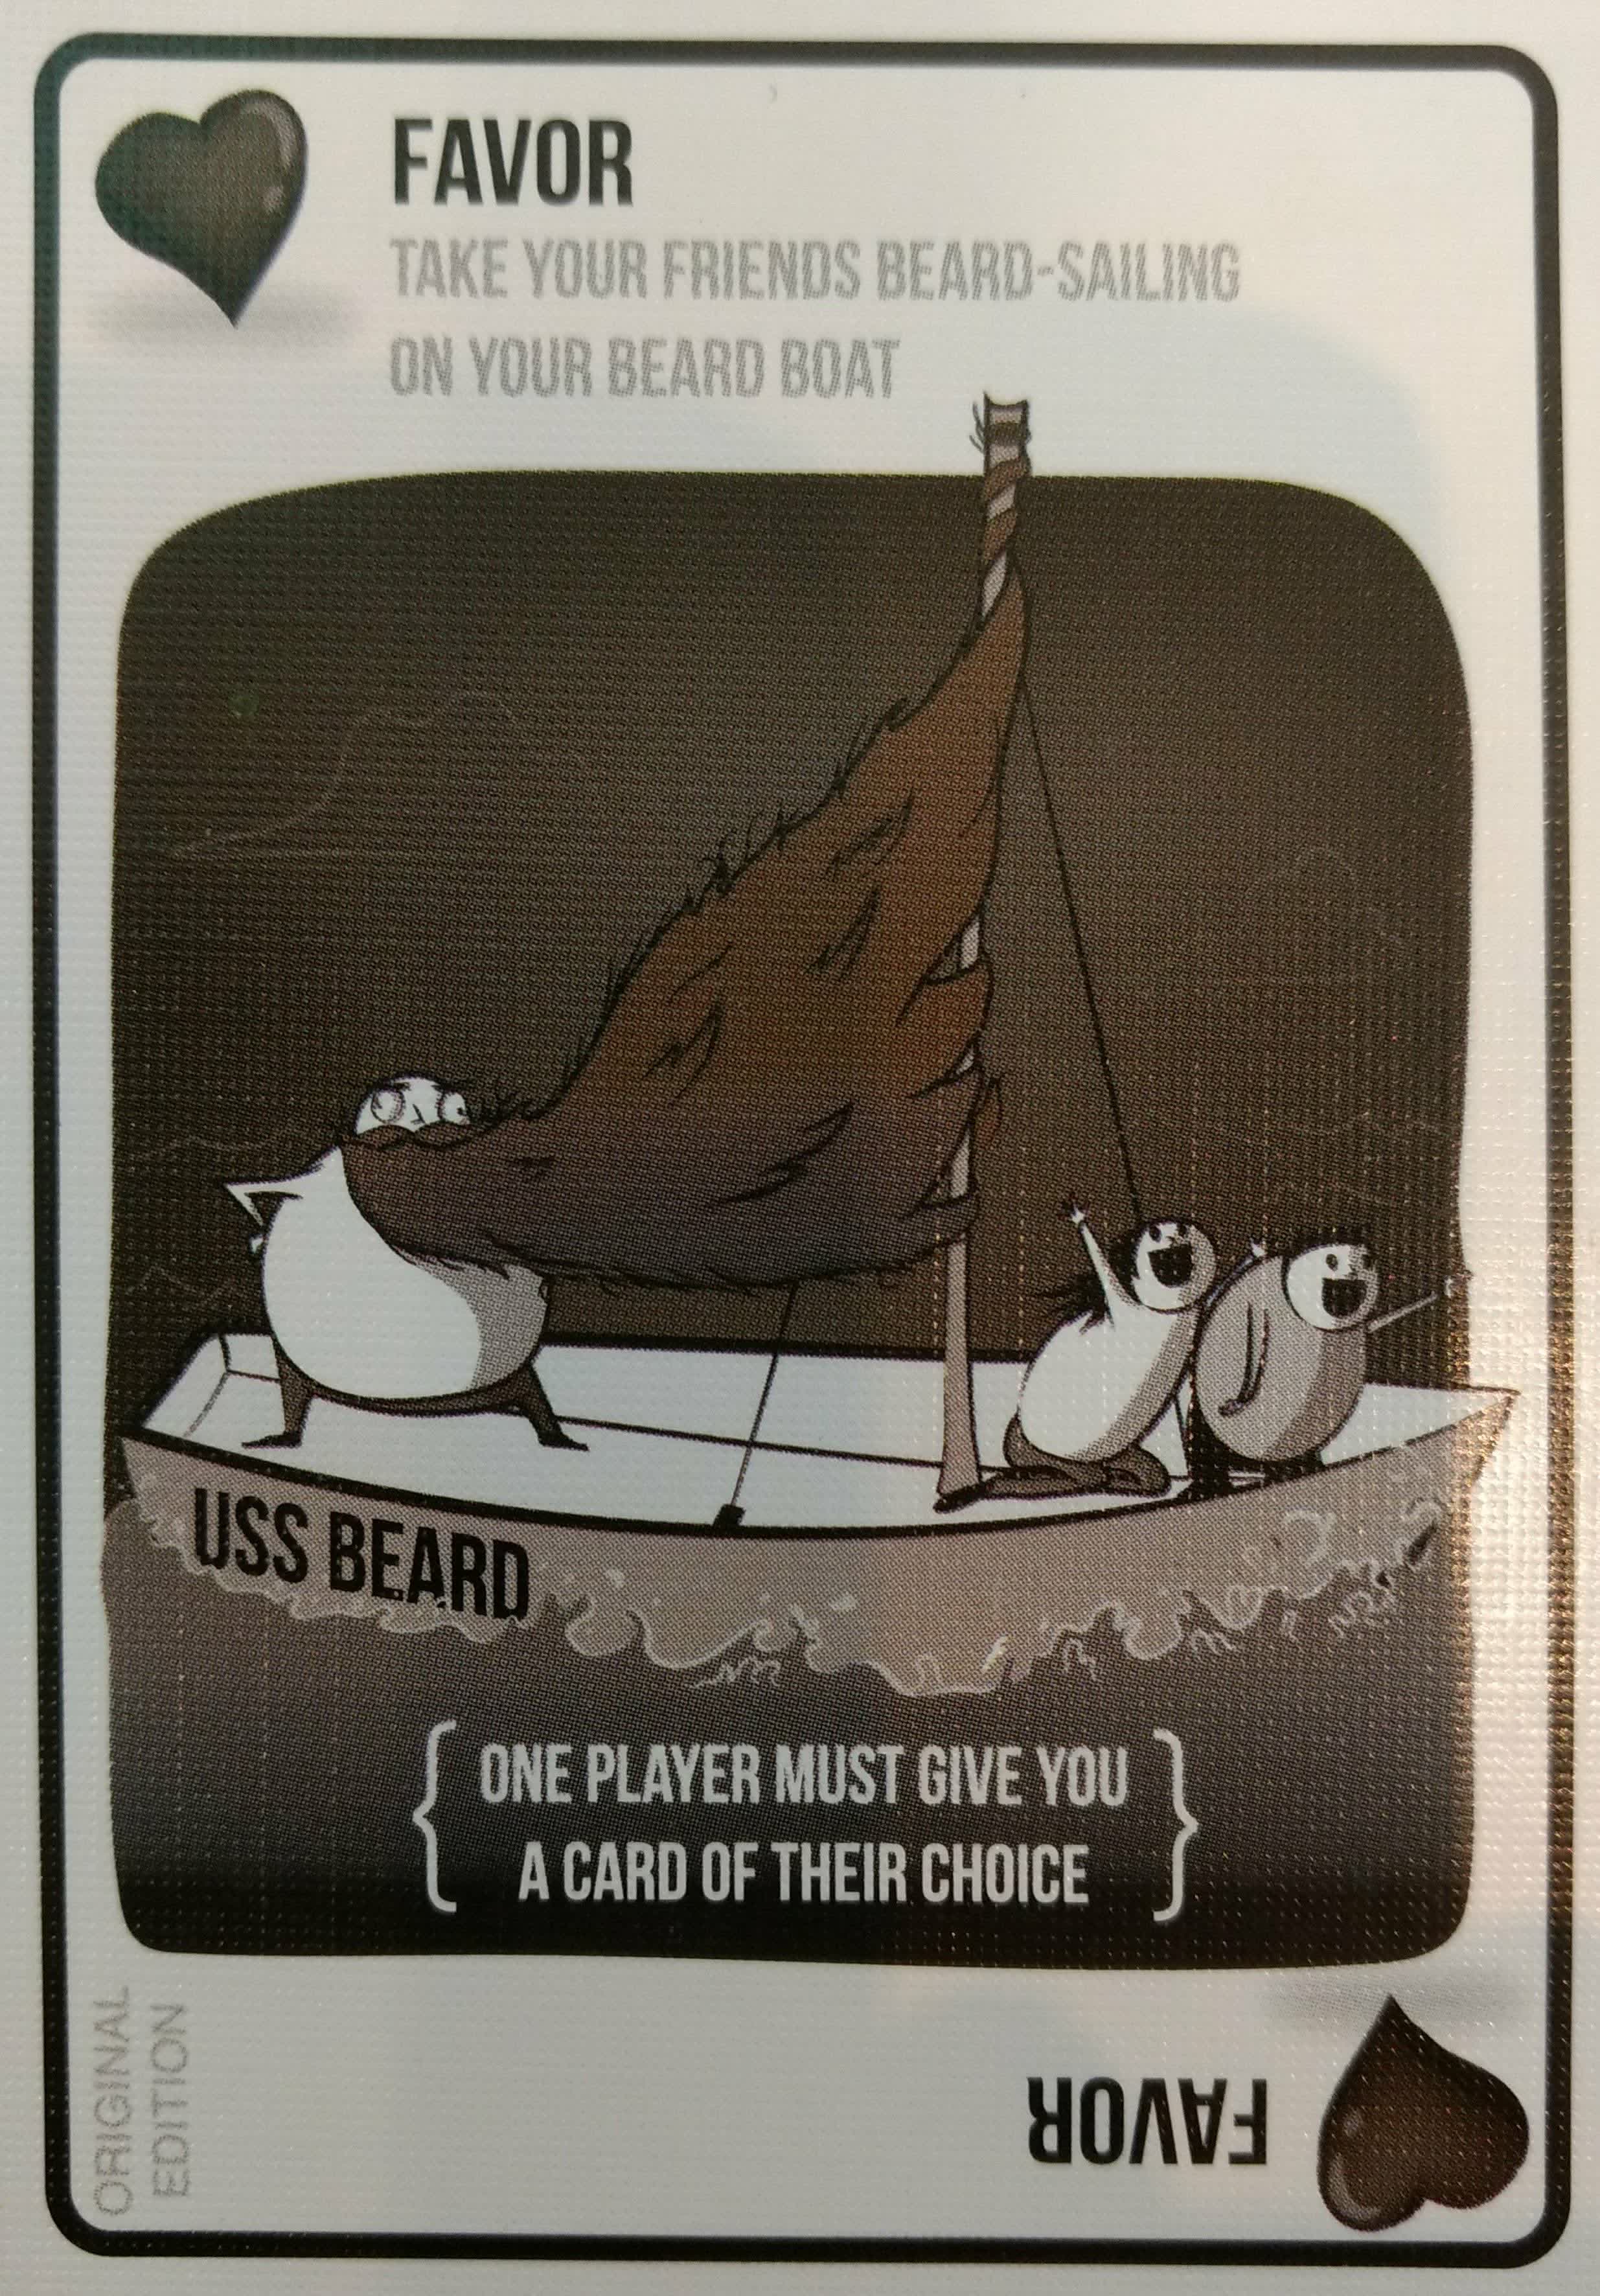 FAVOR
TAKE YOUR FRIENDS BEARD-SAILING
ON YOUR BEARD BOAT
USS BEARD
ONE PLAYER MUST GIVE YOU
A CARD OF THEIR CHOICE
ORIGINAL
EDITION
FAVOR